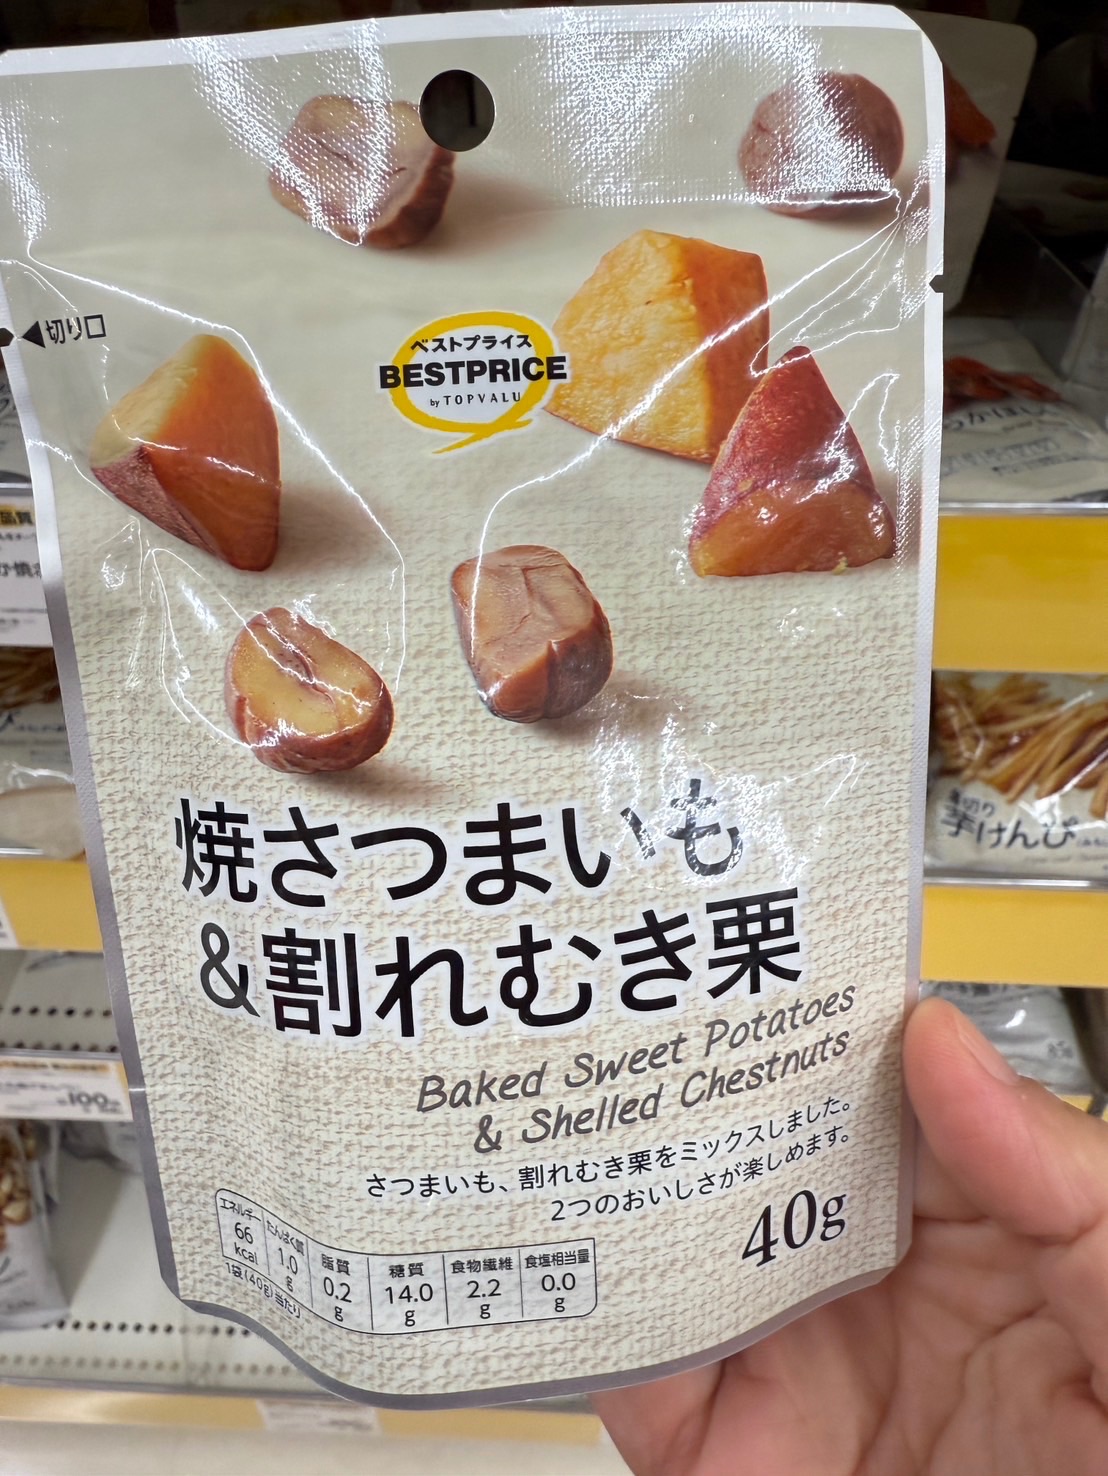 ◀切り口
ベストプライス
BESTPRICE
by TOPVALU
焼さつまいも
&割れむき栗
Baked Sweet Potatoes
& Shelled Chestnuts
さつまいも、割れむき栗をミックスしました。
2つのおいしさが楽しめます。
40g
エネルギー 66 kcal
たんぱく質 1.0 g
脂質 0.2 g
糖質 14.0 g
食物繊維 2.2 g
食塩相当量 0.0 g
1袋(40g)当たり
芋けんぴ
100